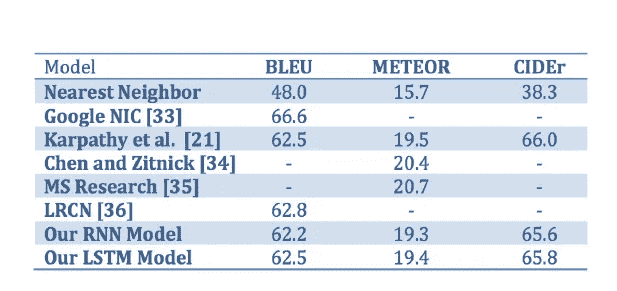 Model BLEU METEOR CIDEr
Nearest Neighbor 48.0 15.7 38.3
Google NIC [33] 66.6 - -
Karpathy et al. [21] 62.5 19.5 66.0
Chen and Zitnick [34] - 20.4 -
MS Research [35] - 20.7 -
LRCN [36] 62.8 - -
Our RNN Model 62.2 19.3 65.6
Our LSTM Model 62.5 19.4 65.8